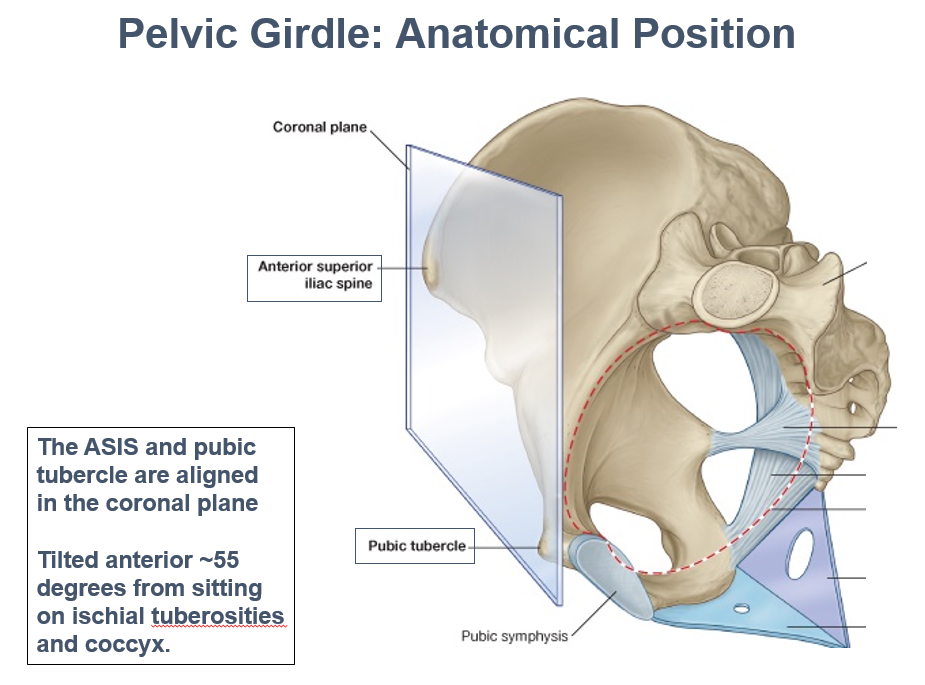 Pelvic Girdle: Anatomical Position
Coronal plane
Anterior superior
iliac spine
The ASIS and pubic
tubercle are aligned
in the coronal plane
Tilted anterior ~55
degrees from sitting
on ischial tuberosities
and coccyx.
Pubic tubercle
Pubic symphysis